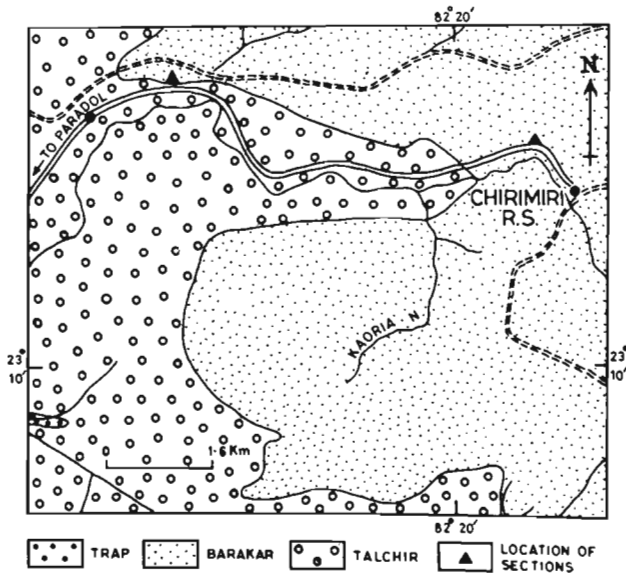 82° 20'
N
← TO PARADOL
CHIRIMIRI
R.S.
KAORIA N
23°
10'
23°
10'
1·6 Km
82° 20'
TRAP
BARAKAR
TALCHIR
LOCATION OF
SECTIONS